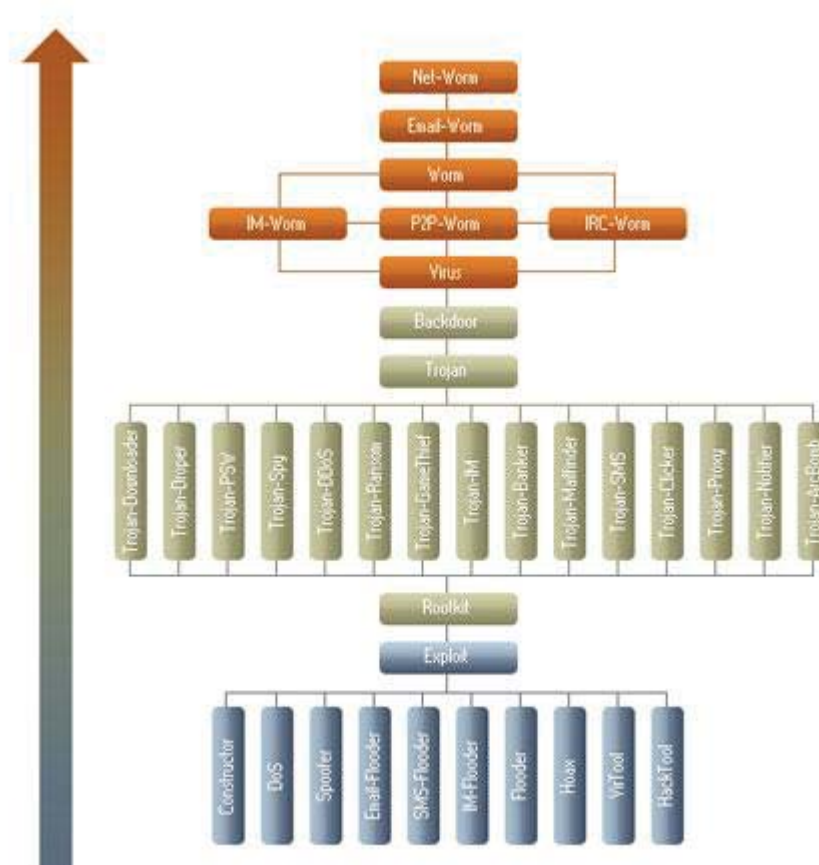 Net-Worm
Email-Worm
Worm
IM-Worm
P2P-Worm
IRC-Worm
Virus
Backdoor
Trojan
Trojan-Downloader
Trojan-Droper
Trojan-PSW
Trojan-Spy
Trojan-DDoS
Trojan-Ransom
Trojan-GameThief
Trojan-IM
Trojan-Banker
Trojan-Mailfinder
Trojan-SMS
Trojan-Clicker
Trojan-Proxy
Trojan-Notifier
Trojan-ArcBomb
Rootkit
Exploit
Constructor
DoS
Spoofer
Email-Flooder
SMS-Flooder
IM-Flooder
Flooder
Hoax
VirTool
HackTool